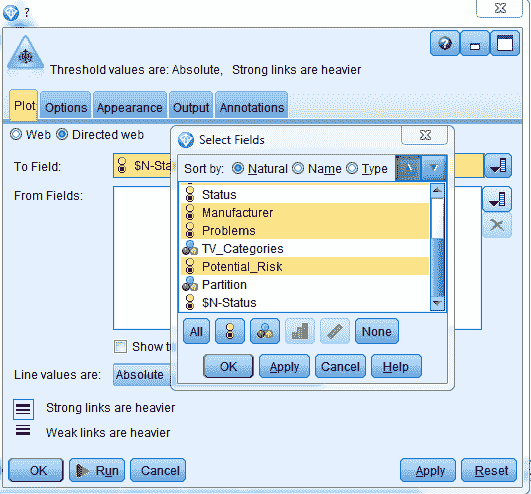 ?
Threshold values are: Absolute, Strong links are heavier
Plot Options Appearance Output Annotations
Web Directed web
Select Fields
Sort by: Natural Name Type
To Field:
From Fields:
Status
Manufacturer
Problems
TV_Categories
Potential_Risk
Partition
$N-Status
All None
OK Apply Cancel Help
Show
Line values are: Absolute
Strong links are heavier
Weak links are heavier
OK Run Cancel Apply Reset